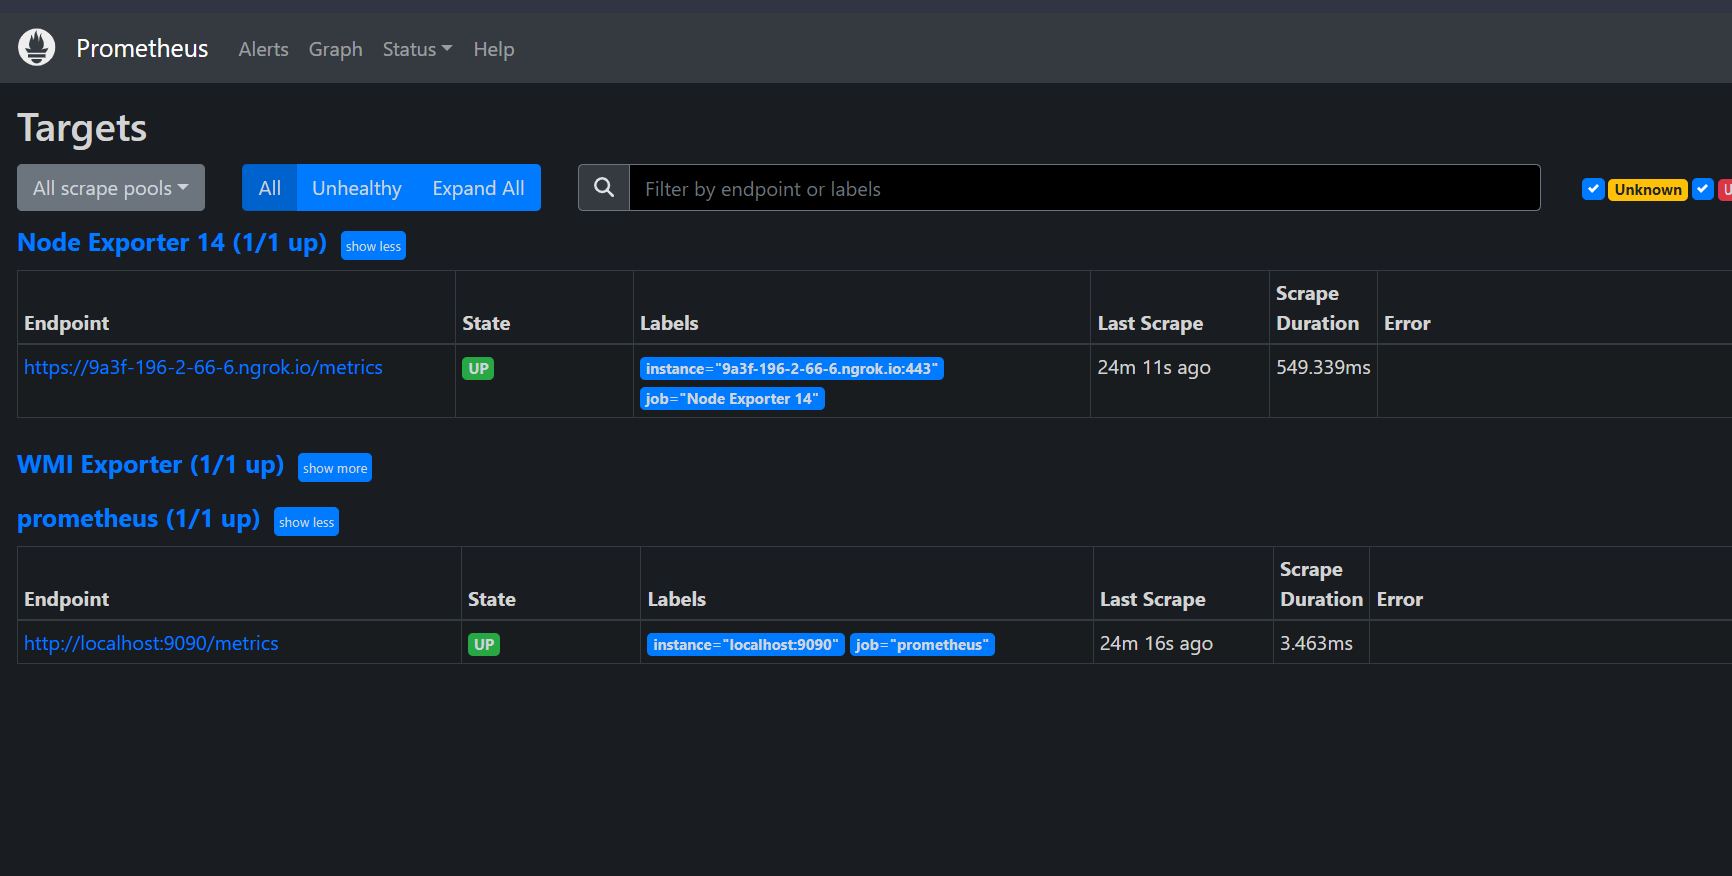 Prometheus Alerts Graph Status Help
Targets
All scrape pools All Unhealthy Expand All Filter by endpoint or labels Unknown U
Node Exporter 14 (1/1 up) show less
Endpoint State Labels Last Scrape Scrape Duration Error
https://9a3f-196-2-66-6.ngrok.io/metrics UP instance="9a3f-196-2-66-6.ngrok.io:443" 24m 11s ago 549.339ms
job="Node Exporter 14"
WMI Exporter (1/1 up) show more
prometheus (1/1 up) show less
Endpoint State Labels Last Scrape Scrape Duration Error
http://localhost:9090/metrics UP instance="localhost:9090" job="prometheus" 24m 16s ago 3.463ms